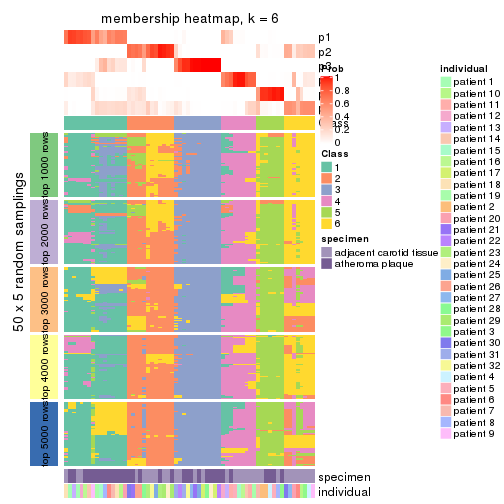 membership heatmap, k = 6
p1
p2
p3
Prob
1
0.8
0.6
0.4
0.2
0
Class
1
2
3
4
5
6
specimen
adjacent carotid tissue
atheroma plaque
individual
patient 1
patient 10
patient 11
patient 12
patient 13
patient 14
patient 15
patient 16
patient 17
patient 18
patient 19
patient 2
patient 20
patient 21
patient 22
patient 23
patient 24
patient 25
patient 26
patient 27
patient 28
patient 29
patient 3
patient 30
patient 31
patient 32
patient 4
patient 5
patient 6
patient 7
patient 8
patient 9
50 x 5 random samplings
top 1000 rows
top 2000 rows
top 3000 rows
top 4000 rows
top 5000 rows
specimen
individual